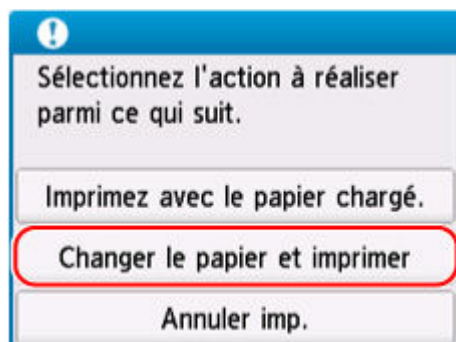 Sélectionnez l'action à réaliser
parmi ce qui suit.
Imprimez avec le papier chargé.
Changer le papier et imprimer
Annuler imp.